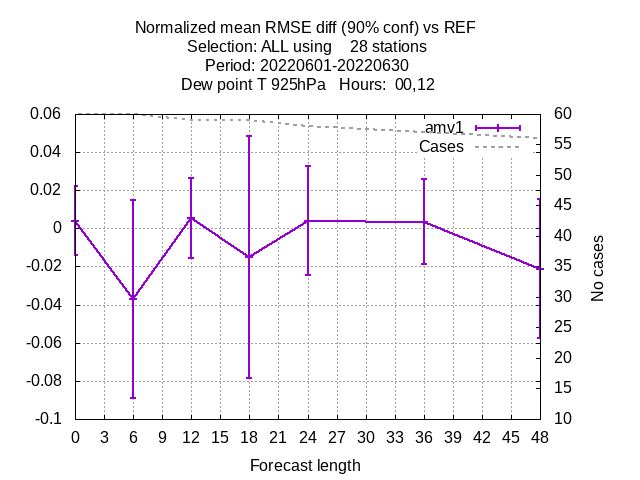 Normalized mean RMSE diff (90% conf) vs REF
Selection: ALL using    28 stations
Period: 20220601-20220630
Dew point T 925hPa   Hours:  00,12
0.06
0.04
0.02
0
-0.02
-0.04
-0.06
-0.08
-0.1
amv1
Cases
60
55
50
45
40
35
30
25
20
15
10
No cases
0 3 6 9 12 15 18 21 24 27 30 33 36 39 42 45 48
Forecast length